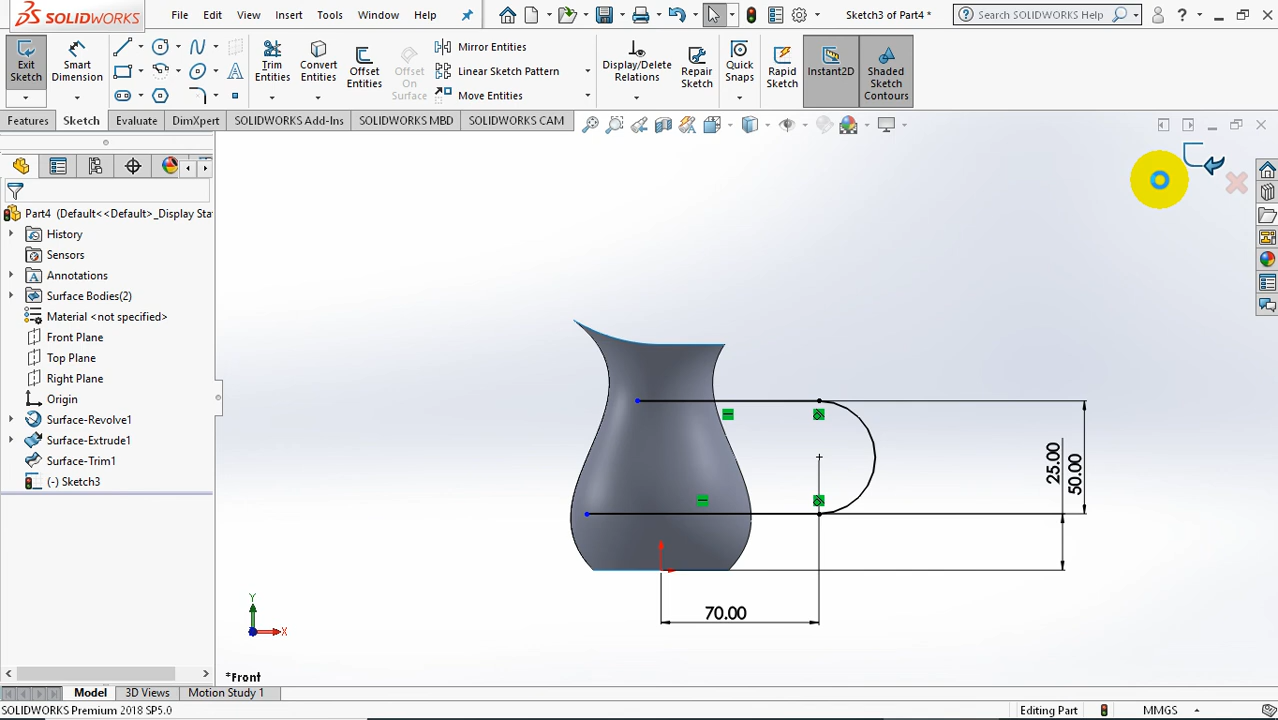 SOLIDWORKS File Edit View Insert Tools Window Help Sketch3 of Part4 * Search SOLIDWORKS Help ?
Exit Sketch Smart Dimension Trim Entities Convert Entities Offset Entities Offset On Surface Mirror Entities Linear Sketch Pattern Move Entities Display/Delete Relations Repair Sketch Quick Snaps Rapid Sketch Instant2D Shaded Sketch Contours
Features Sketch Evaluate DimXpert SOLIDWORKS Add-Ins SOLIDWORKS MBD SOLIDWORKS CAM
Part4 (Default<<Default>_Display Sta
History
Sensors
Annotations
Surface Bodies(2)
Material <not specified>
Front Plane
Top Plane
Right Plane
Origin
Surface-Revolve1
Surface-Extrude1
Surface-Trim1
(-) Sketch3
25.00
50.00
70.00
Y
X
*Front
Model 3D Views Motion Study 1
SOLIDWORKS Premium 2018 SP5.0 Editing Part MMGS